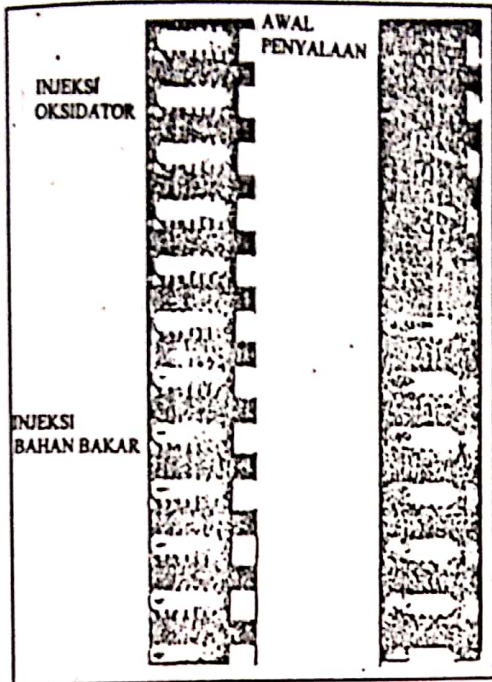 AWAL
PENYALAAN
INJEKSI
OKSIDATOR
INJEKSI
BAHAN BAKAR